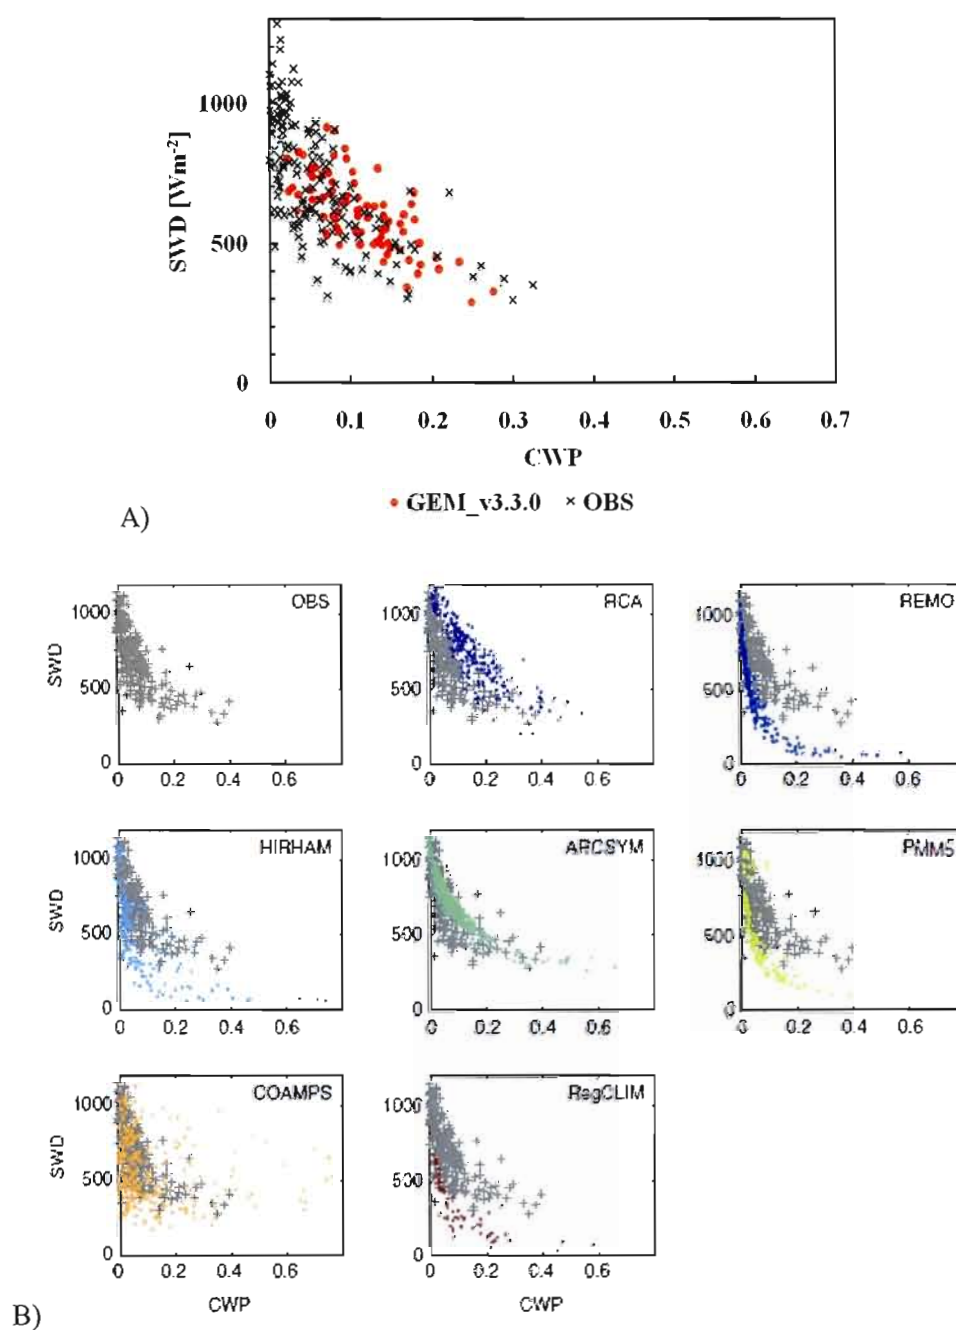 1000
500
0
SWD [Wm-2]
0 0.1 0.2 0.3 0.4 0.5 0.6 0.7
CWP
GEM_v3.3.0 × OBS
A)
OBS RCA REMO
1000 1000 1000
SWD
500 500 500
0 0 0
0 0.2 0.4 0.6 0 0.2 0.4 0.6 0 0.2 0.4 0.6
HIRHAM ARCSYM PMM5
1000 1000 1000
SWD
500 500 500
0 0 0
0 0.2 0.4 0.6 0 0.2 0.4 0.6 0 0.2 0.4 0.6
COAMPS RegCLIM
1000 1000
SWD
500 500
0 0
0 0.2 0.4 0.6 0 0.2 0.4 0.6
CWP CWP
B)